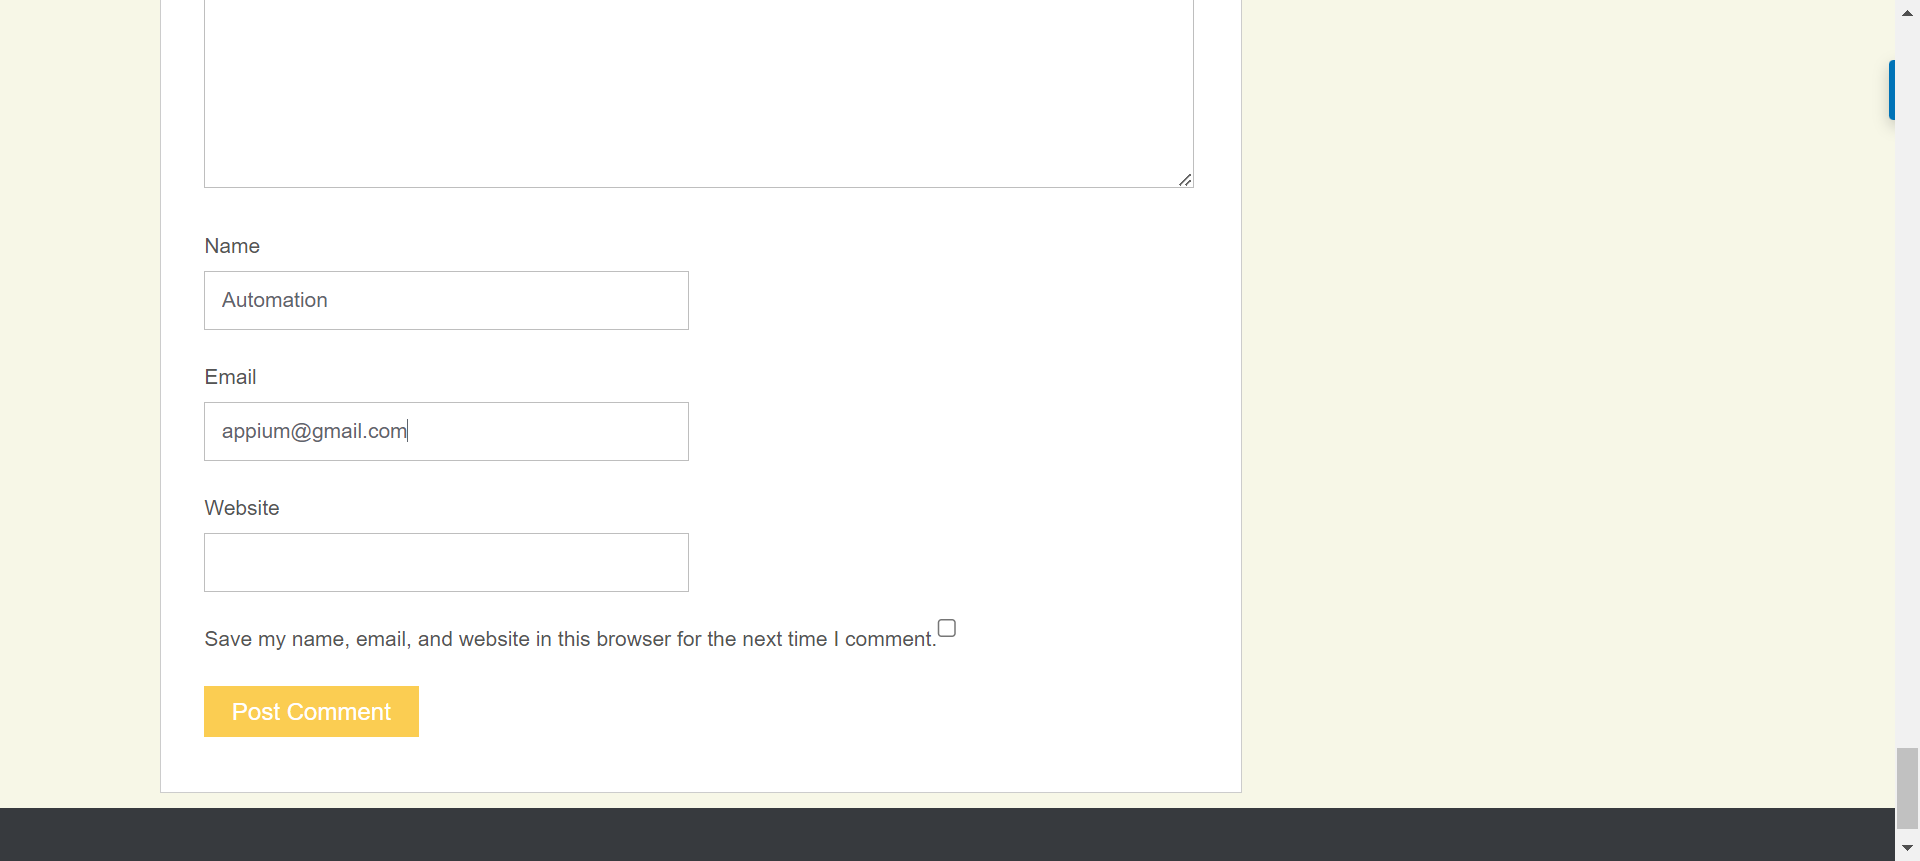 Name
Automation
Email
appium@gmail.com
Website
Save my name, email, and website in this browser for the next time I comment.
Post Comment